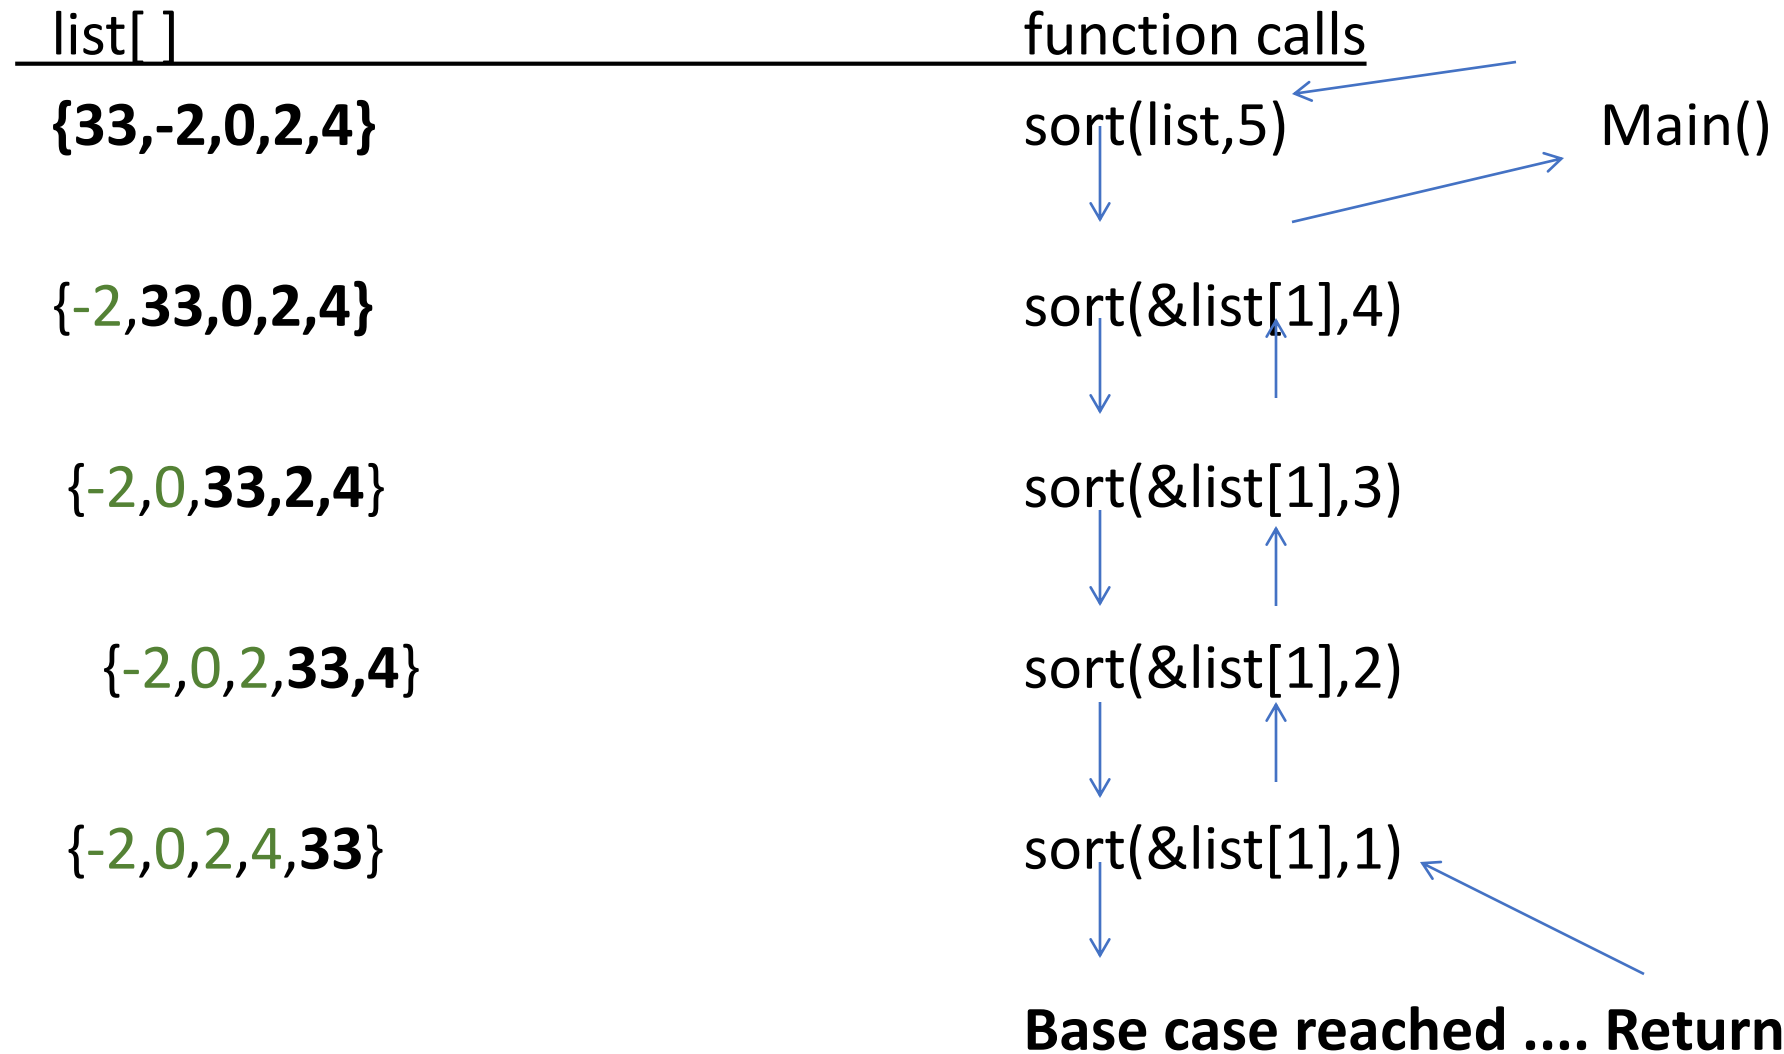 list[ ] function calls
{33,-2,0,2,4} sort(list,5) Main()
{-2,33,0,2,4} sort(&list[1],4)
{-2,0,33,2,4} sort(&list[1],3)
{-2,0,2,33,4} sort(&list[1],2)
{-2,0,2,4,33} sort(&list[1],1)
Base case reached .... Return